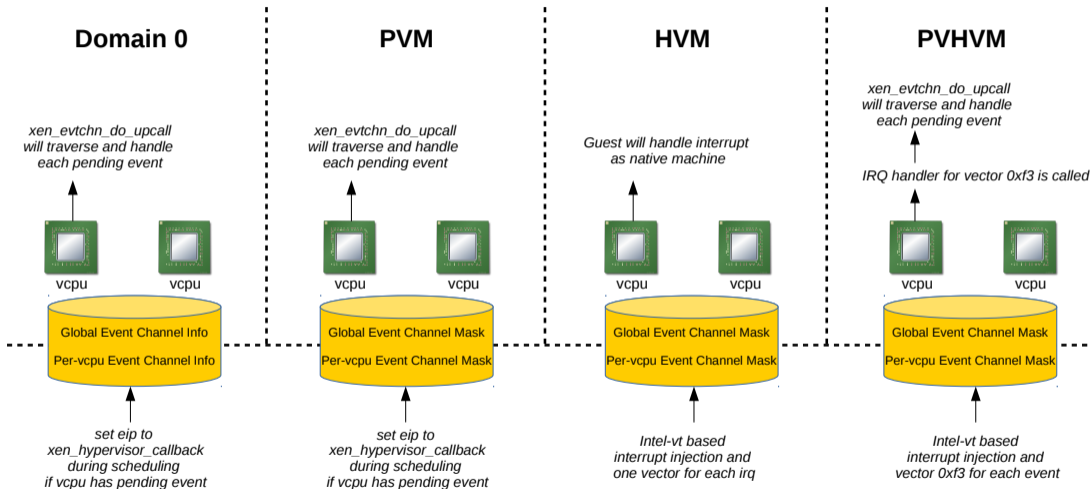 Domain 0
xen_evtchn_do_upcall
will traverse and handle
each pending event
vcpu
vcpu
Global Event Channel Info
Per-vcpu Event Channel Info
set eip to
xen_hypervisor_callback
during scheduling
if vcpu has pending event
PVM
xen_evtchn_do_upcall
will traverse and handle
each pending event
vcpu
vcpu
Global Event Channel Mask
Per-vcpu Event Channel Mask
set eip to
xen_hypervisor_callback
during scheduling
if vcpu has pending event
HVM
Guest will handle interrupt
as native machine
vcpu
vcpu
Global Event Channel Mask
Per-vcpu Event Channel Mask
Intel-vt based
interrupt injection and
one vector for each irq
PVHVM
xen_evtchn_do_upcall
will traverse and handle
each pending event
IRQ handler for vector 0xf3 is called
vcpu
vcpu
Global Event Channel Mask
Per-vcpu Event Channel Mask
Intel-vt based
interrupt injection and
vector 0xf3 for each event